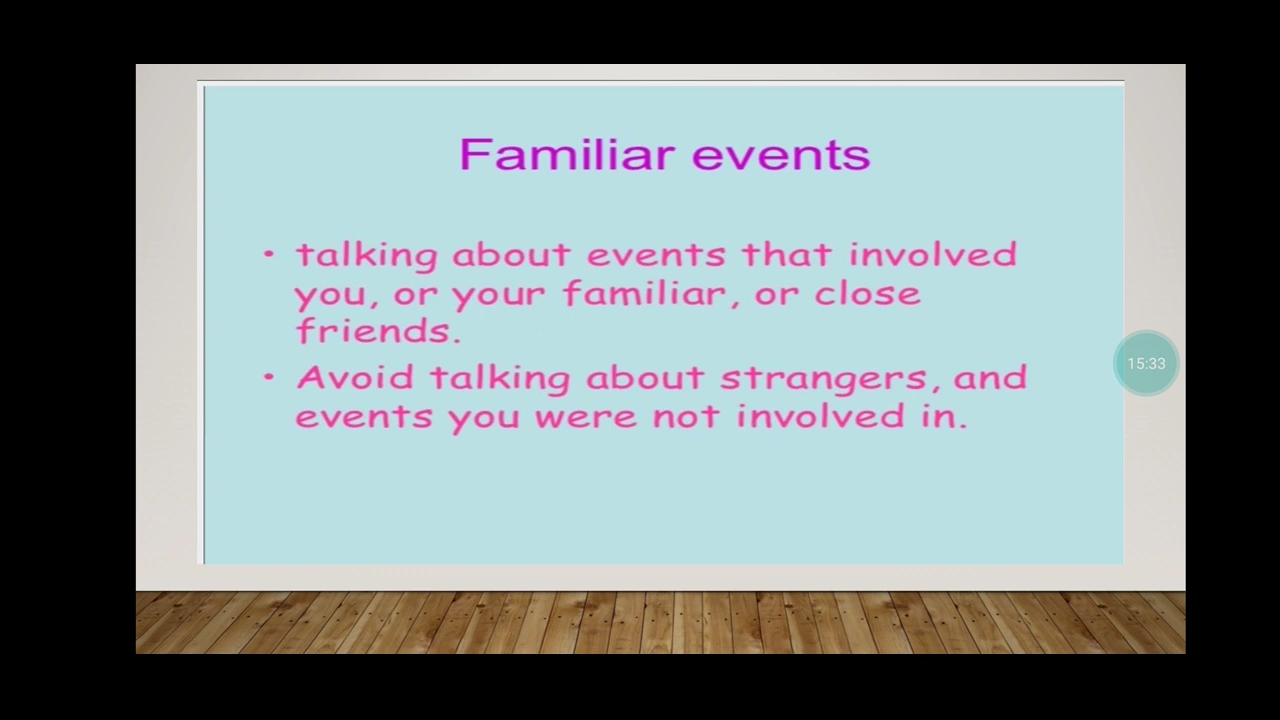 Familiar events
• talking about events that involved
you, or your familiar, or close
friends.
• Avoid talking about strangers, and
events you were not involved in.
15:33